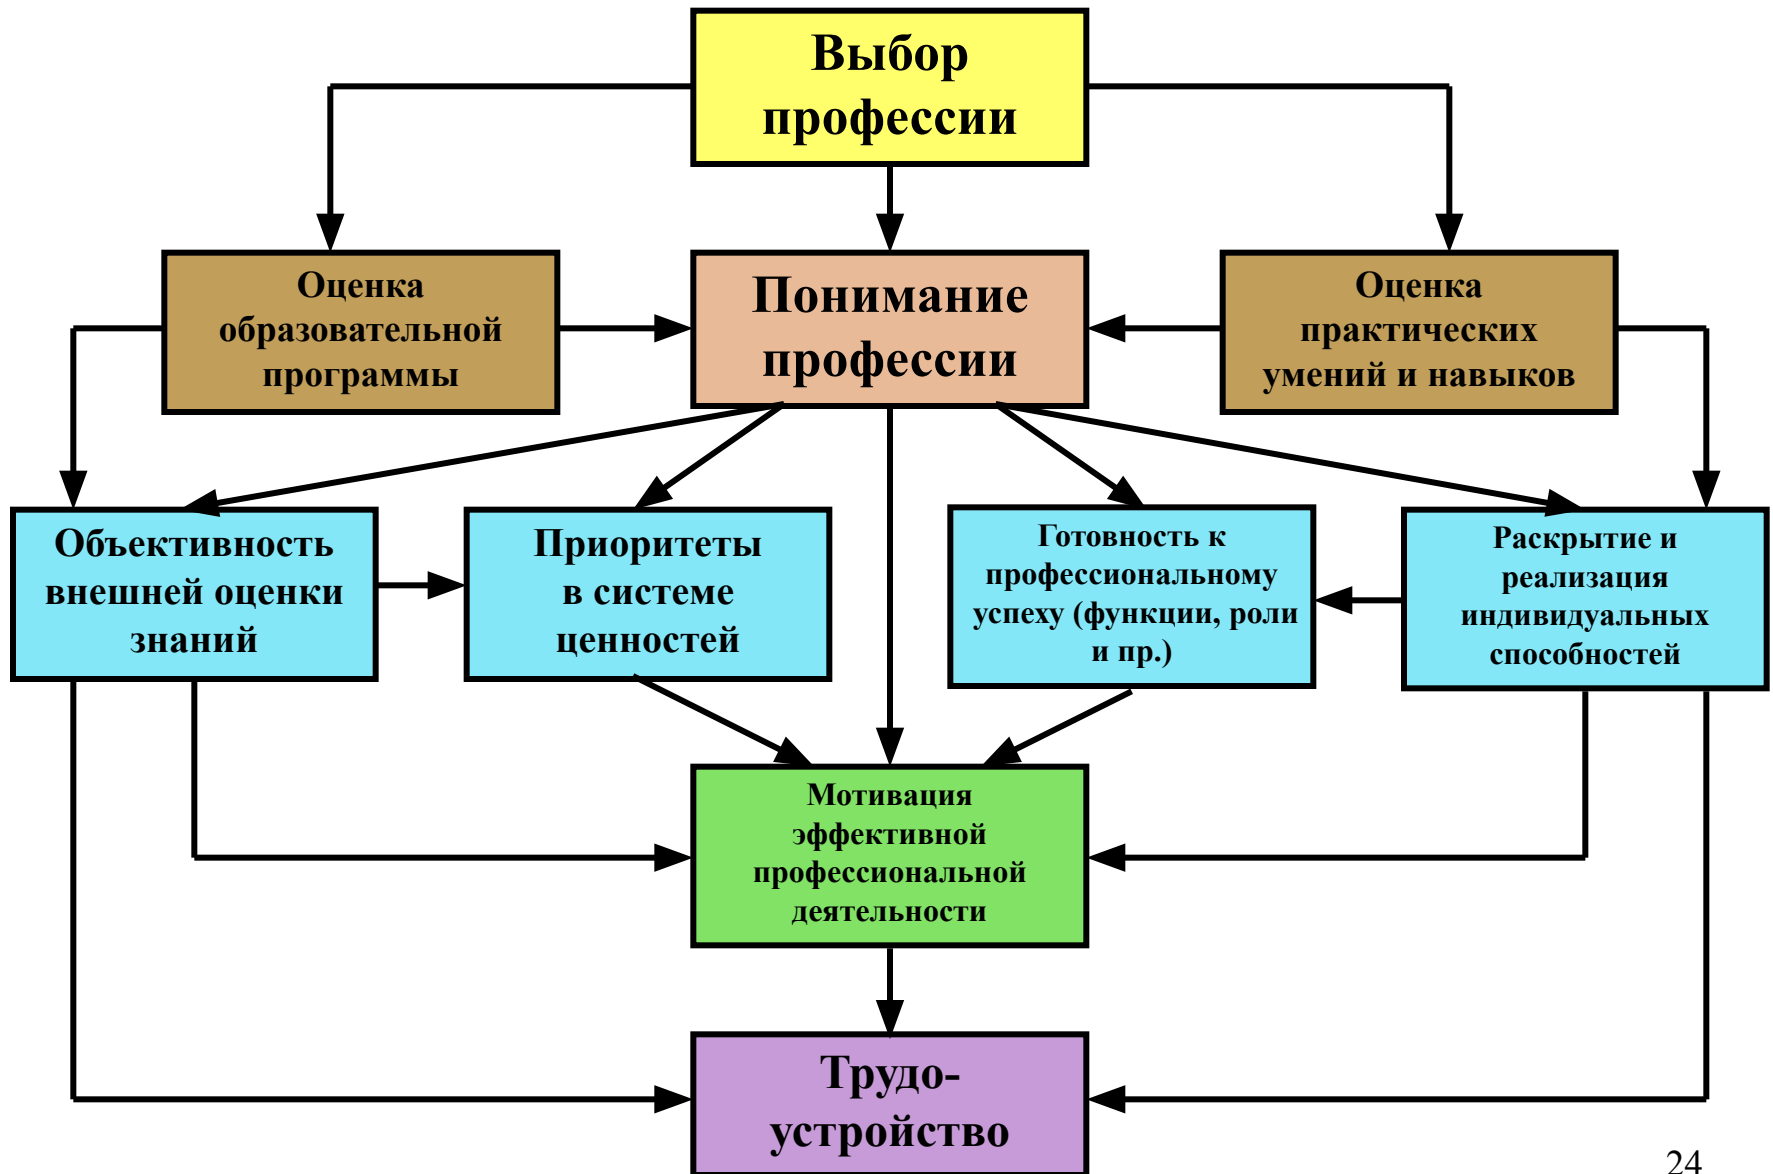 Выбор
профессии
Оценка
образовательной
программы
Понимание
профессии
Оценка
практических
умений и навыков
Объективность
внешней оценки
знаний
Приоритеты
в системе
ценностей
Готовность к
профессиональному
успеху (функции, роли
и пр.)
Раскрытие и
реализация
индивидуальных
способностей
Мотивация
эффективной
профессиональной
деятельности
Трудо-
устройство
24